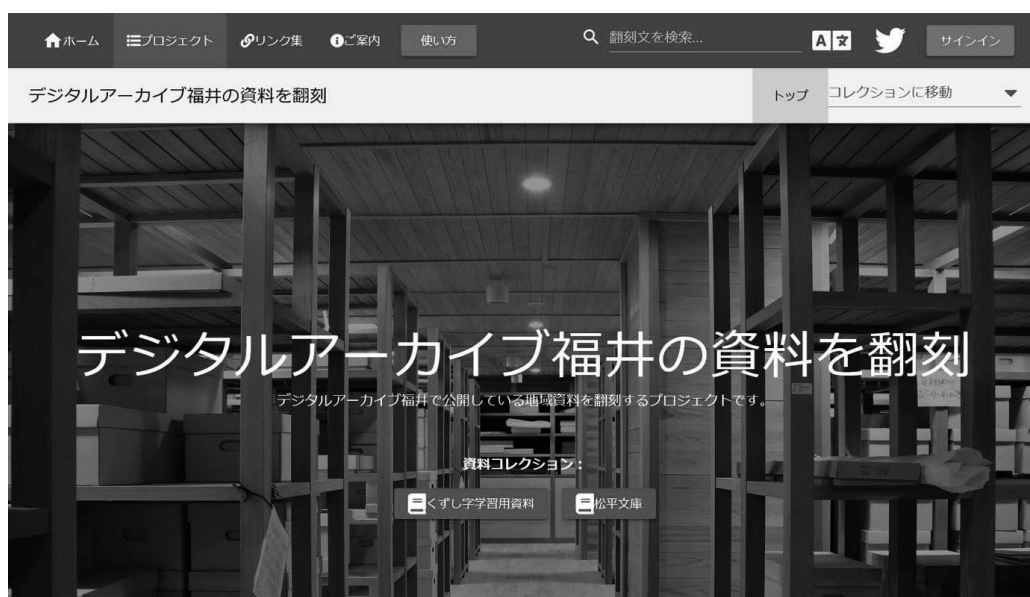 ホーム プロジェクト リンク集 ご案内 使い方 翻刻文を検索... A 文 サインイン
デジタルアーカイブ福井の資料を翻刻 トップ コレクションに移動
デジタルアーカイブ福井の資料を翻刻
デジタルアーカイブ福井で公開している地域資料を翻刻するプロジェクトです。
資料コレクション：
くずし字学習用資料 松平文庫